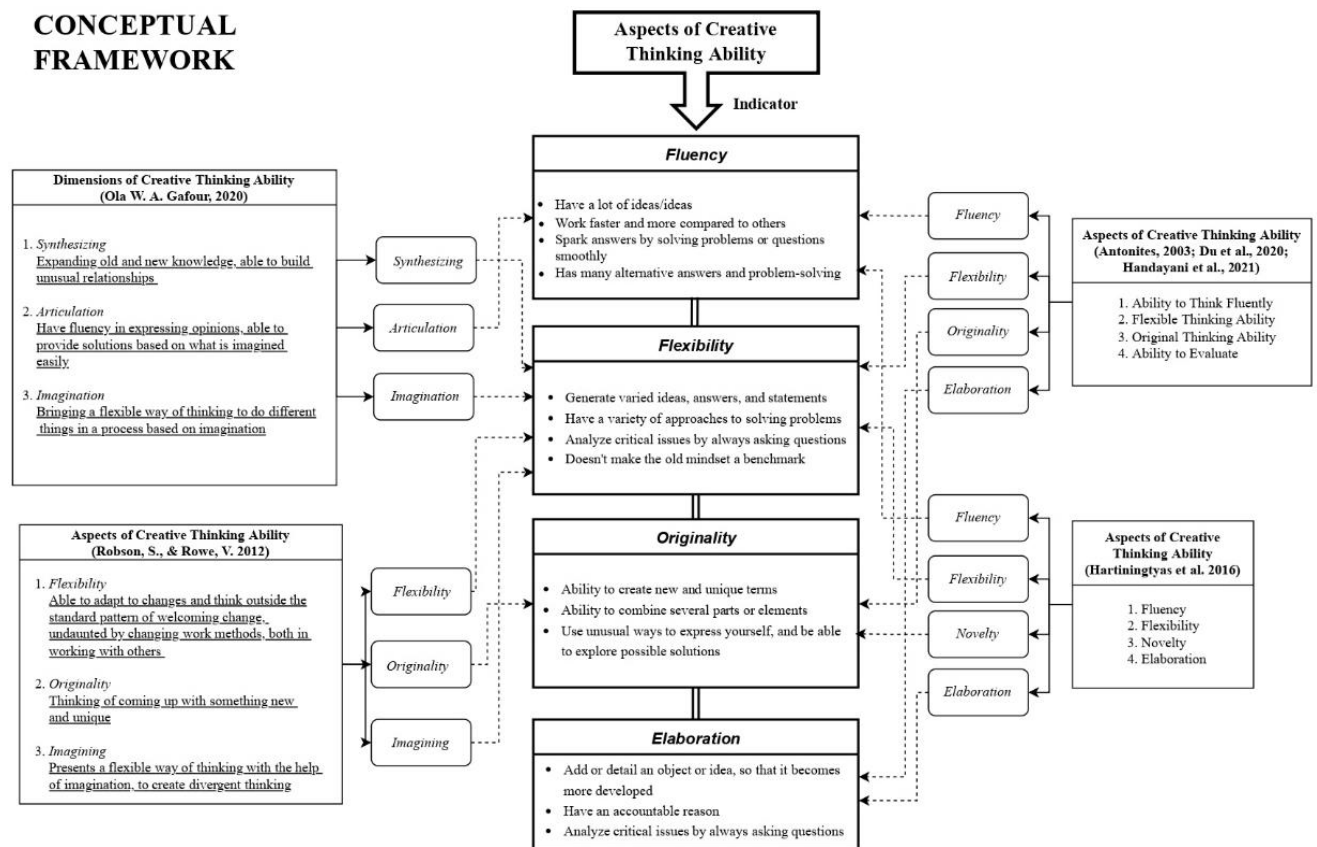 CONCEPTUAL
FRAMEWORK
Aspects of Creative
Thinking Ability
Indicator
Dimensions of Creative Thinking Ability
(Ola W. A. Gafour, 2020)
1. Synthesizing
Expanding old and new knowledge, able to build
unusual relationships
2. Articulation
Have fluency in expressing opinions, able to
provide solutions based on what is imagined
easily
3. Imagination
Bringing a flexible way of thinking to do different
things in a process based on imagination
Synthesizing
Articulation
Imagination
Aspects of Creative Thinking Ability
(Robson, S., & Rowe, V. 2012)
1. Flexibility
Able to adapt to changes and think outside the
standard pattern of welcoming change,
undaunted by changing work methods, both in
working with others
2. Originality
Thinking of coming up with something new
and unique
3. Imagining
Presents a flexible way of thinking with the help
of imagination, to create divergent thinking
Flexibility
Originality
Imagining
Fluency
• Have a lot of ideas/ideas
• Work faster and more compared to others
• Spark answers by solving problems or questions
smoothly
• Has many alternative answers and problem-solving
Flexibility
• Generate varied ideas, answers, and statements
• Have a variety of approaches to solving problems
• Analyze critical issues by always asking questions
• Doesn't make the old mindset a benchmark
Originality
• Ability to create new and unique terms
• Ability to combine several parts or elements
• Use unusual ways to express yourself, and be able
to explore possible solutions
Elaboration
• Add or detail an object or idea, so that it becomes
more developed
• Have an accountable reason
• Analyze critical issues by always asking questions
Fluency
Flexibility
Originality
Elaboration
Aspects of Creative Thinking Ability
(Antonites, 2003; Du et al., 2020;
Handayani et al., 2021)
1. Ability to Think Fluently
2. Flexible Thinking Ability
3. Original Thinking Ability
4. Ability to Evaluate
Fluency
Flexibility
Novelty
Elaboration
Aspects of Creative
Thinking Ability
(Hartiningtyas et al. 2016)
1. Fluency
2. Flexibility
3. Novelty
4. Elaboration